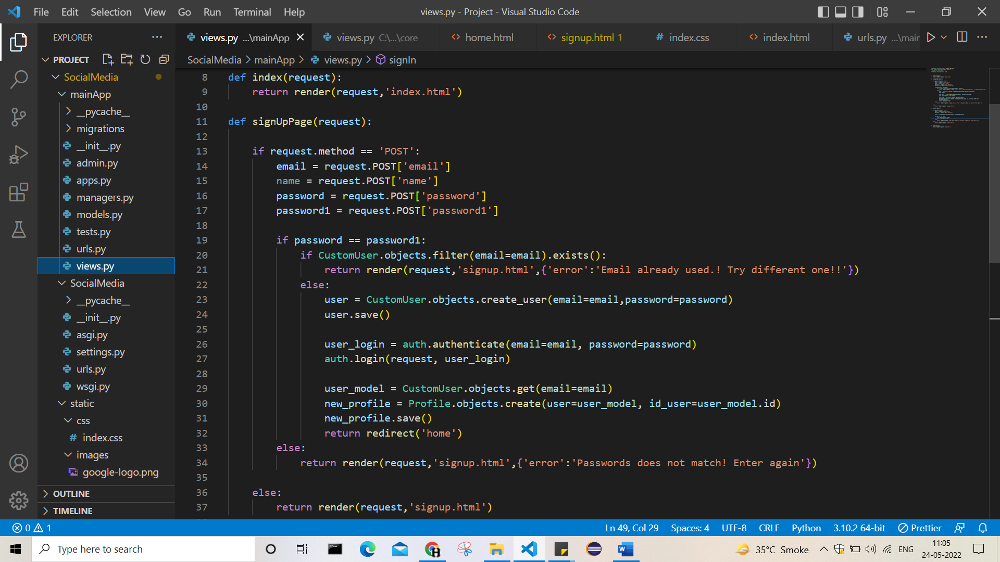 File Edit Selection View Go Run Terminal Help
views.py - Project - Visual Studio Code
EXPLORER
views.py ...\mainApp
views.py C:\...\core
home.html
signup.html 1
index.css
index.html
urls.py ...\mair
PROJECT
SocialMedia > mainApp > views.py > signIn
SocialMedia
mainApp
__pycache__
migrations
__init__.py
admin.py
apps.py
managers.py
models.py
tests.py
urls.py
views.py
SocialMedia
__pycache__
__init__.py
asgi.py
settings.py
urls.py
wsgi.py
static
css
index.css
images
google-logo.png
OUTLINE
TIMELINE
8 def index(request):
9 return render(request,'index.html')
10
11 def signUpPage(request):
12
13 if request.method == 'POST':
14 email = request.POST['email']
15 name = request.POST['name']
16 password = request.POST['password']
17 password1 = request.POST['password1']
18
19 if password == password1:
20 if CustomUser.objects.filter(email=email).exists():
21 return render(request,'signup.html',{'error':'Email already used.! Try different one!!'})
22 else:
23 user = CustomUser.objects.create_user(email=email,password=password)
24 user.save()
25
26 user_login = auth.authenticate(email=email, password=password)
27 auth.login(request, user_login)
28
29 user_model = CustomUser.objects.get(email=email)
30 new_profile = Profile.objects.create(user=user_model, id_user=user_model.id)
31 new_profile.save()
32 return redirect('home')
33 else:
34 return render(request,'signup.html',{'error':'Passwords does not match! Enter again'})
35
36 else:
37 return render(request,'signup.html')
0 1
Ln 49, Col 29 Spaces: 4 UTF-8 CRLF Python 3.10.2 64-bit Prettier
Type here to search
35°C Smoke
ENG
11:05
24-05-2022